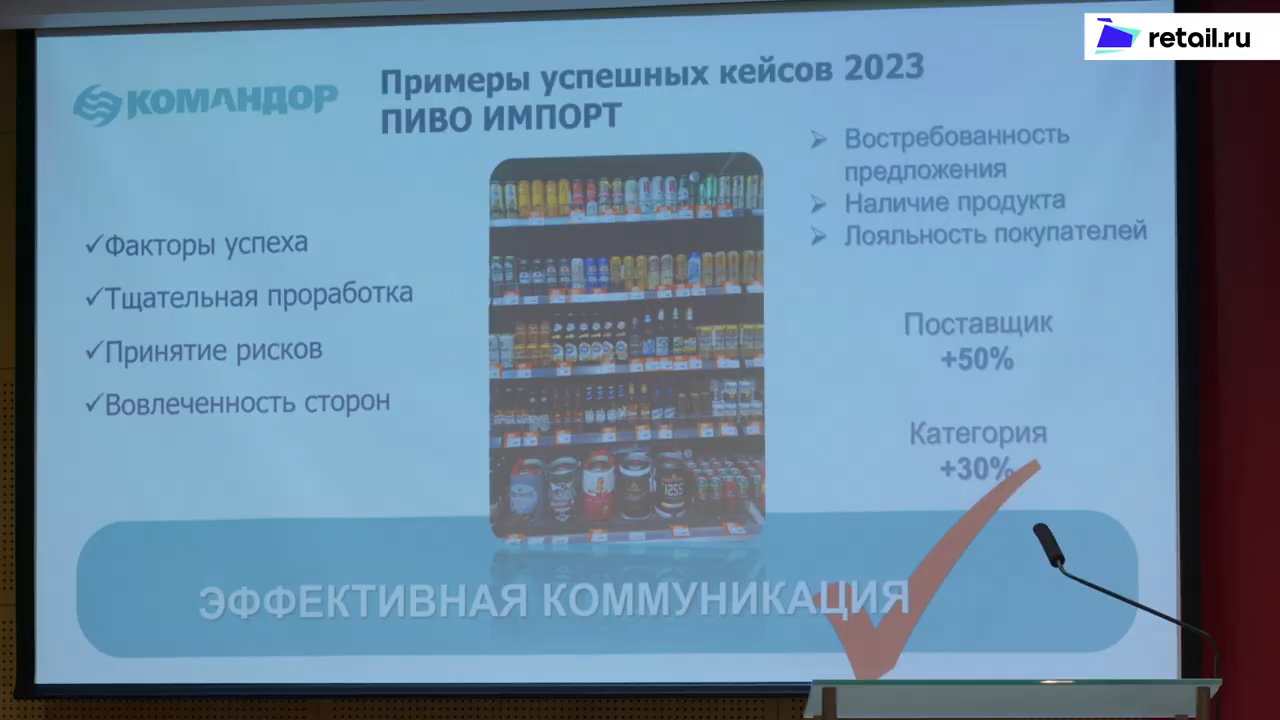 retail.ru
КОМАНДОР
Примеры успешных кейсов 2023
ПИВО ИМПОРТ
✓Факторы успеха
✓Тщательная проработка
✓Принятие рисков
✓Вовлеченность сторон
➢ Востребованность
предложения
➢ Наличие продукта
➢ Лояльность покупателей
Поставщик
+50%
Категория
+30%
1255
ЭФФЕКТИВНАЯ КОММУНИКАЦИЯ